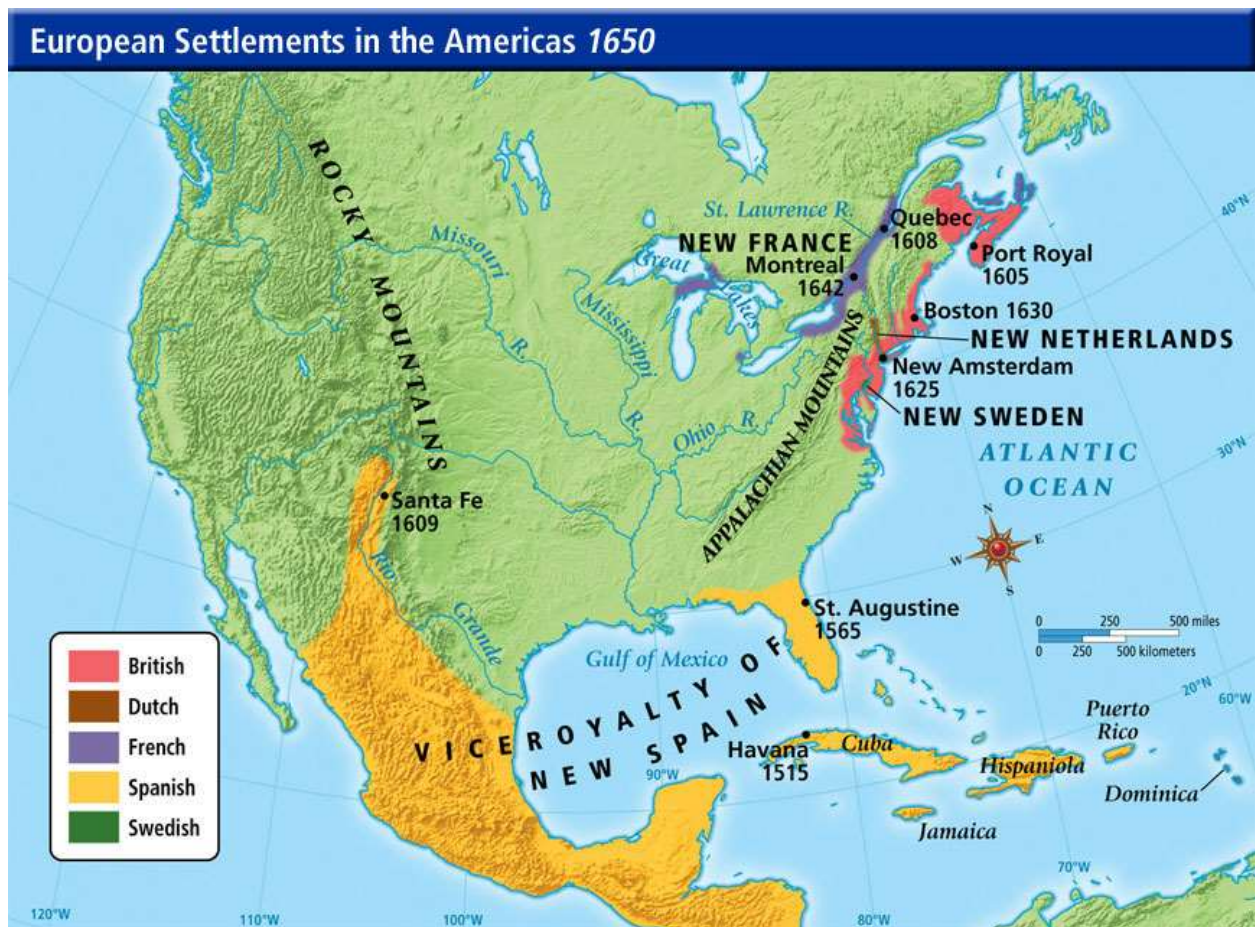 European Settlements in the Americas 1650
ROCKY MOUNTAINS
Missouri
R.
Mississippi
R.
Ohio R.
St. Lawrence R.
NEW FRANCE
Great
Lakes
Quebec
1608
Montreal
1642
Port Royal
1605
Boston 1630
NEW NETHERLANDS
New Amsterdam
1625
NEW SWEDEN
APPALACHIAN MOUNTAINS
ATLANTIC
OCEAN
40°N
30°N
20°N
60°W
N
W E
S
Santa Fe
1609
Rio
Grande
St. Augustine
1565
Gulf of Mexico
0 250 500 miles
0 250 500 kilometers
VICEROYALTY OF
NEW SPAIN
Havana
1515
Cuba
Hispaniola
Puerto
Rico
Dominica
Jamaica
British
Dutch
French
Spanish
Swedish
120°W
110°W
100°W
90°W
80°W
70°W